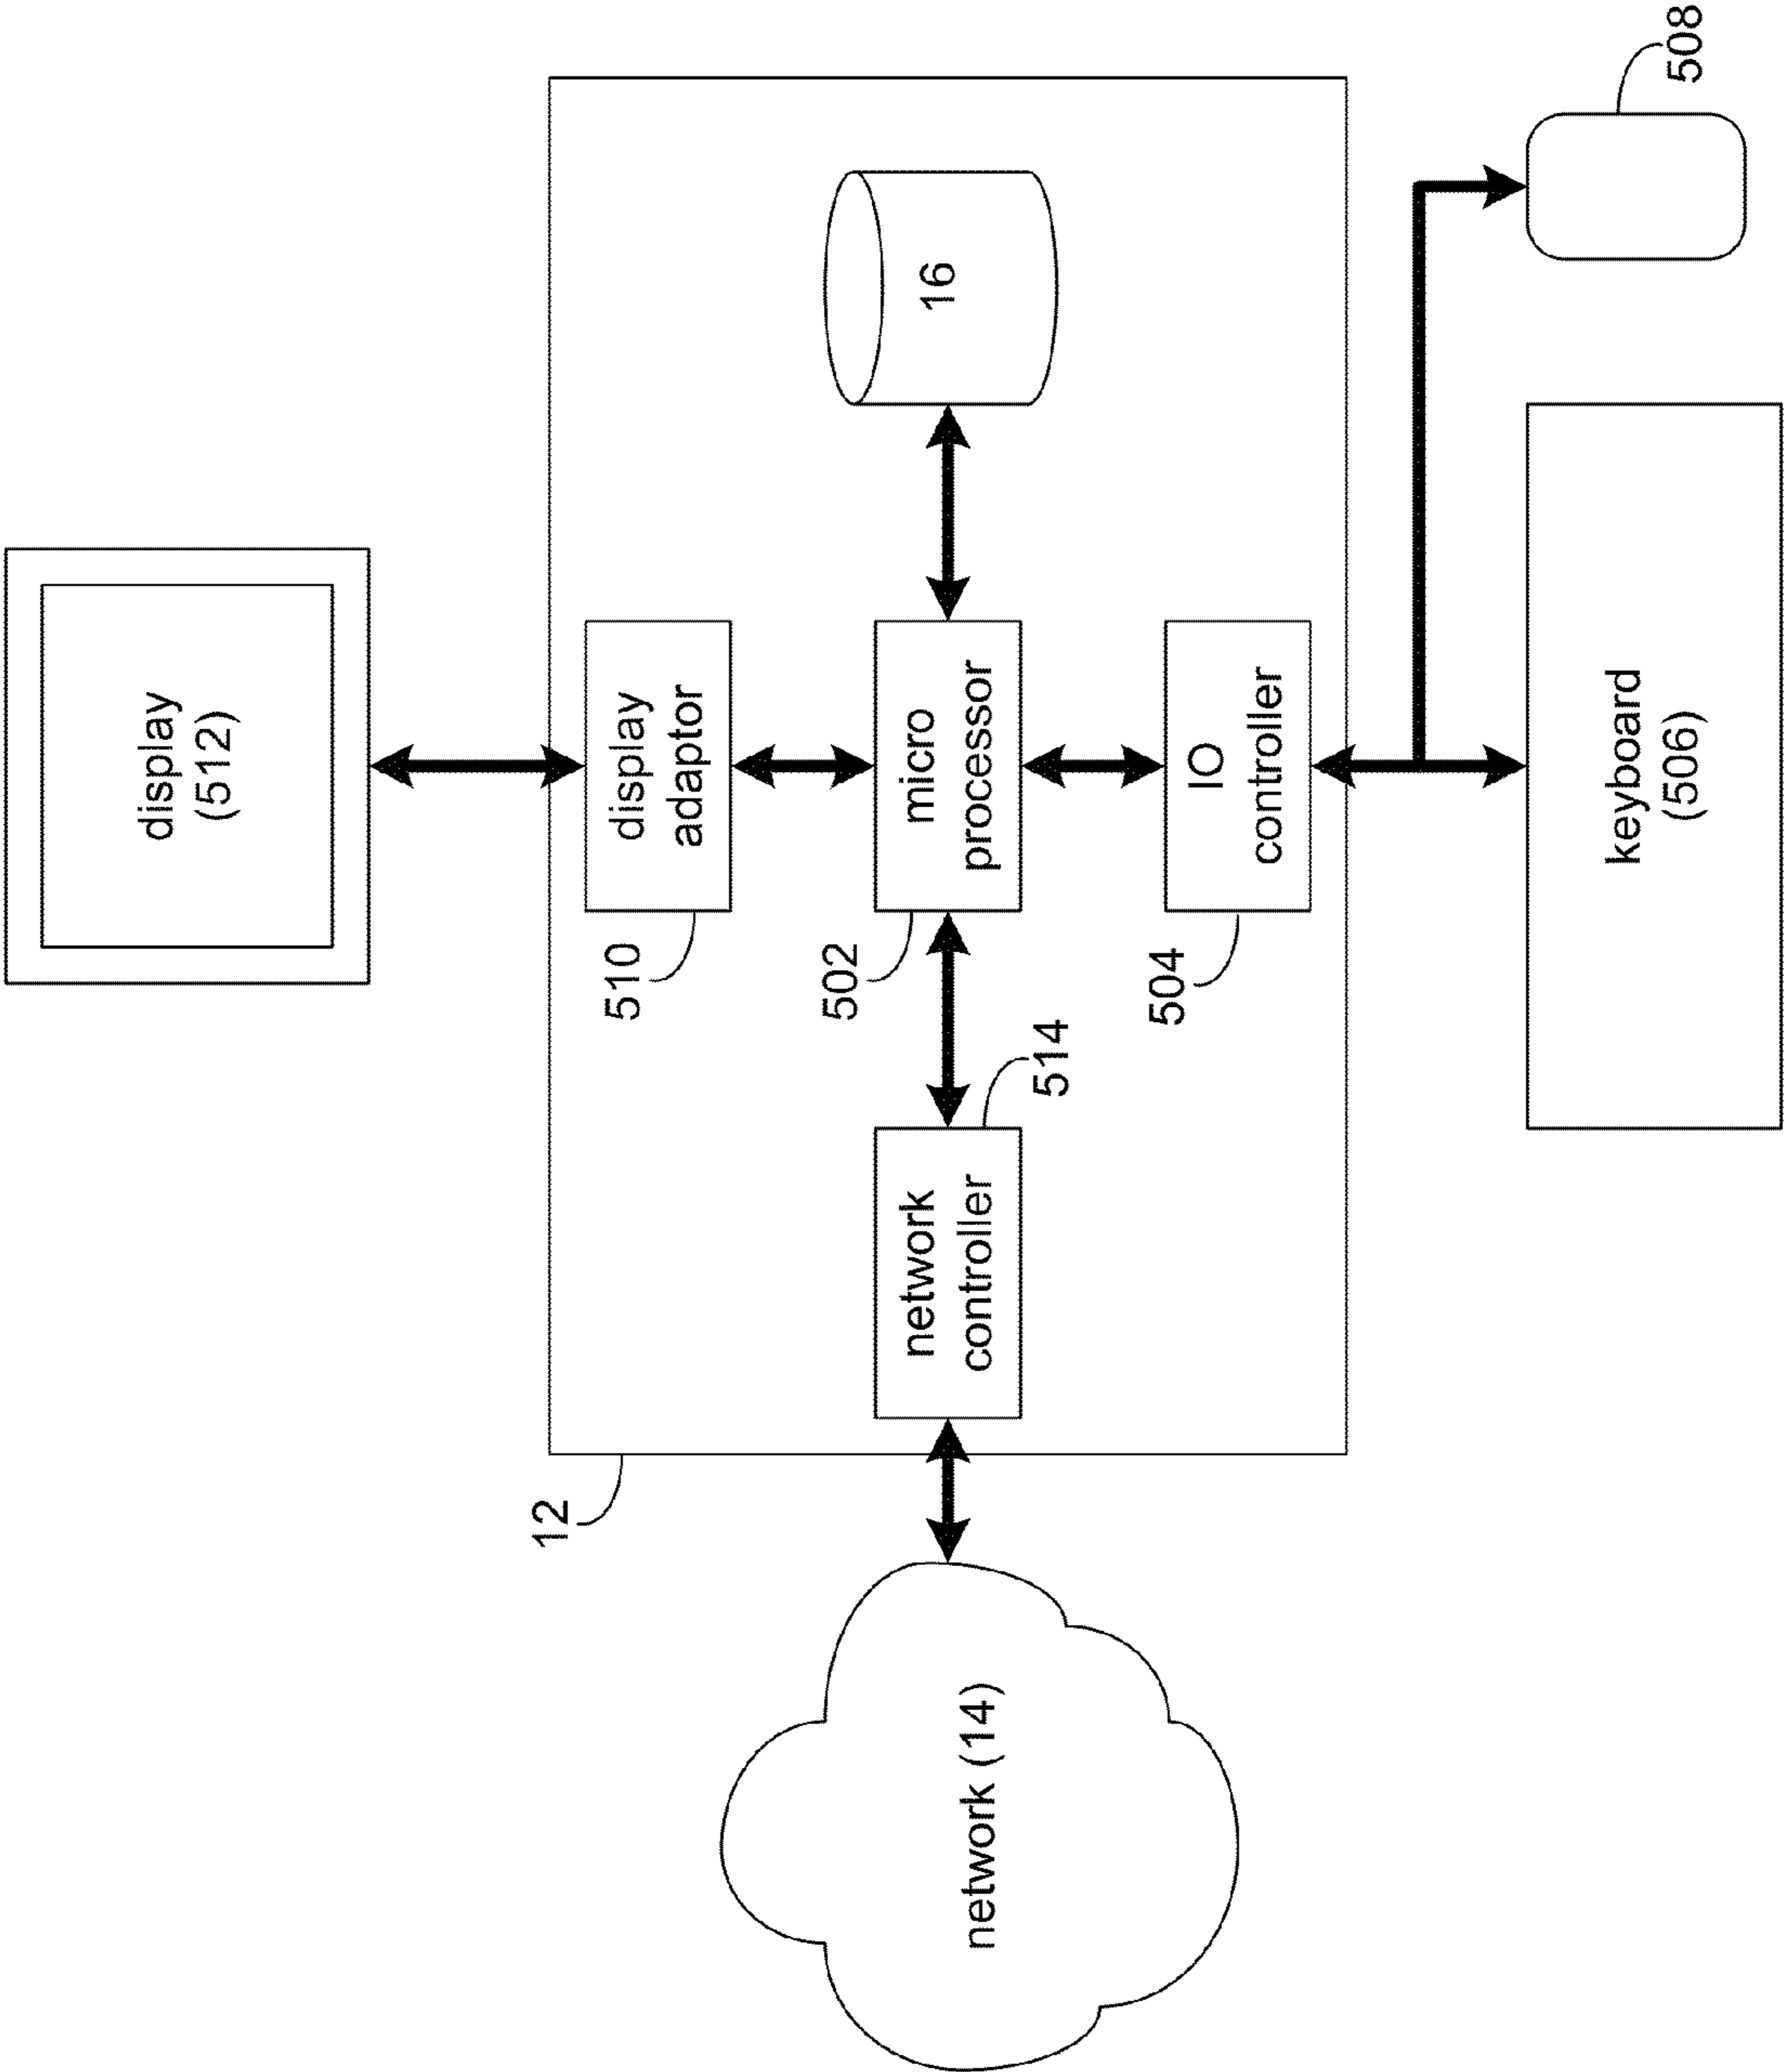 display
(512)
display
adaptor
510
micro
processor
502
16
IO
controller
504
network
controller
514
12
network (14)
keyboard
(506)
508